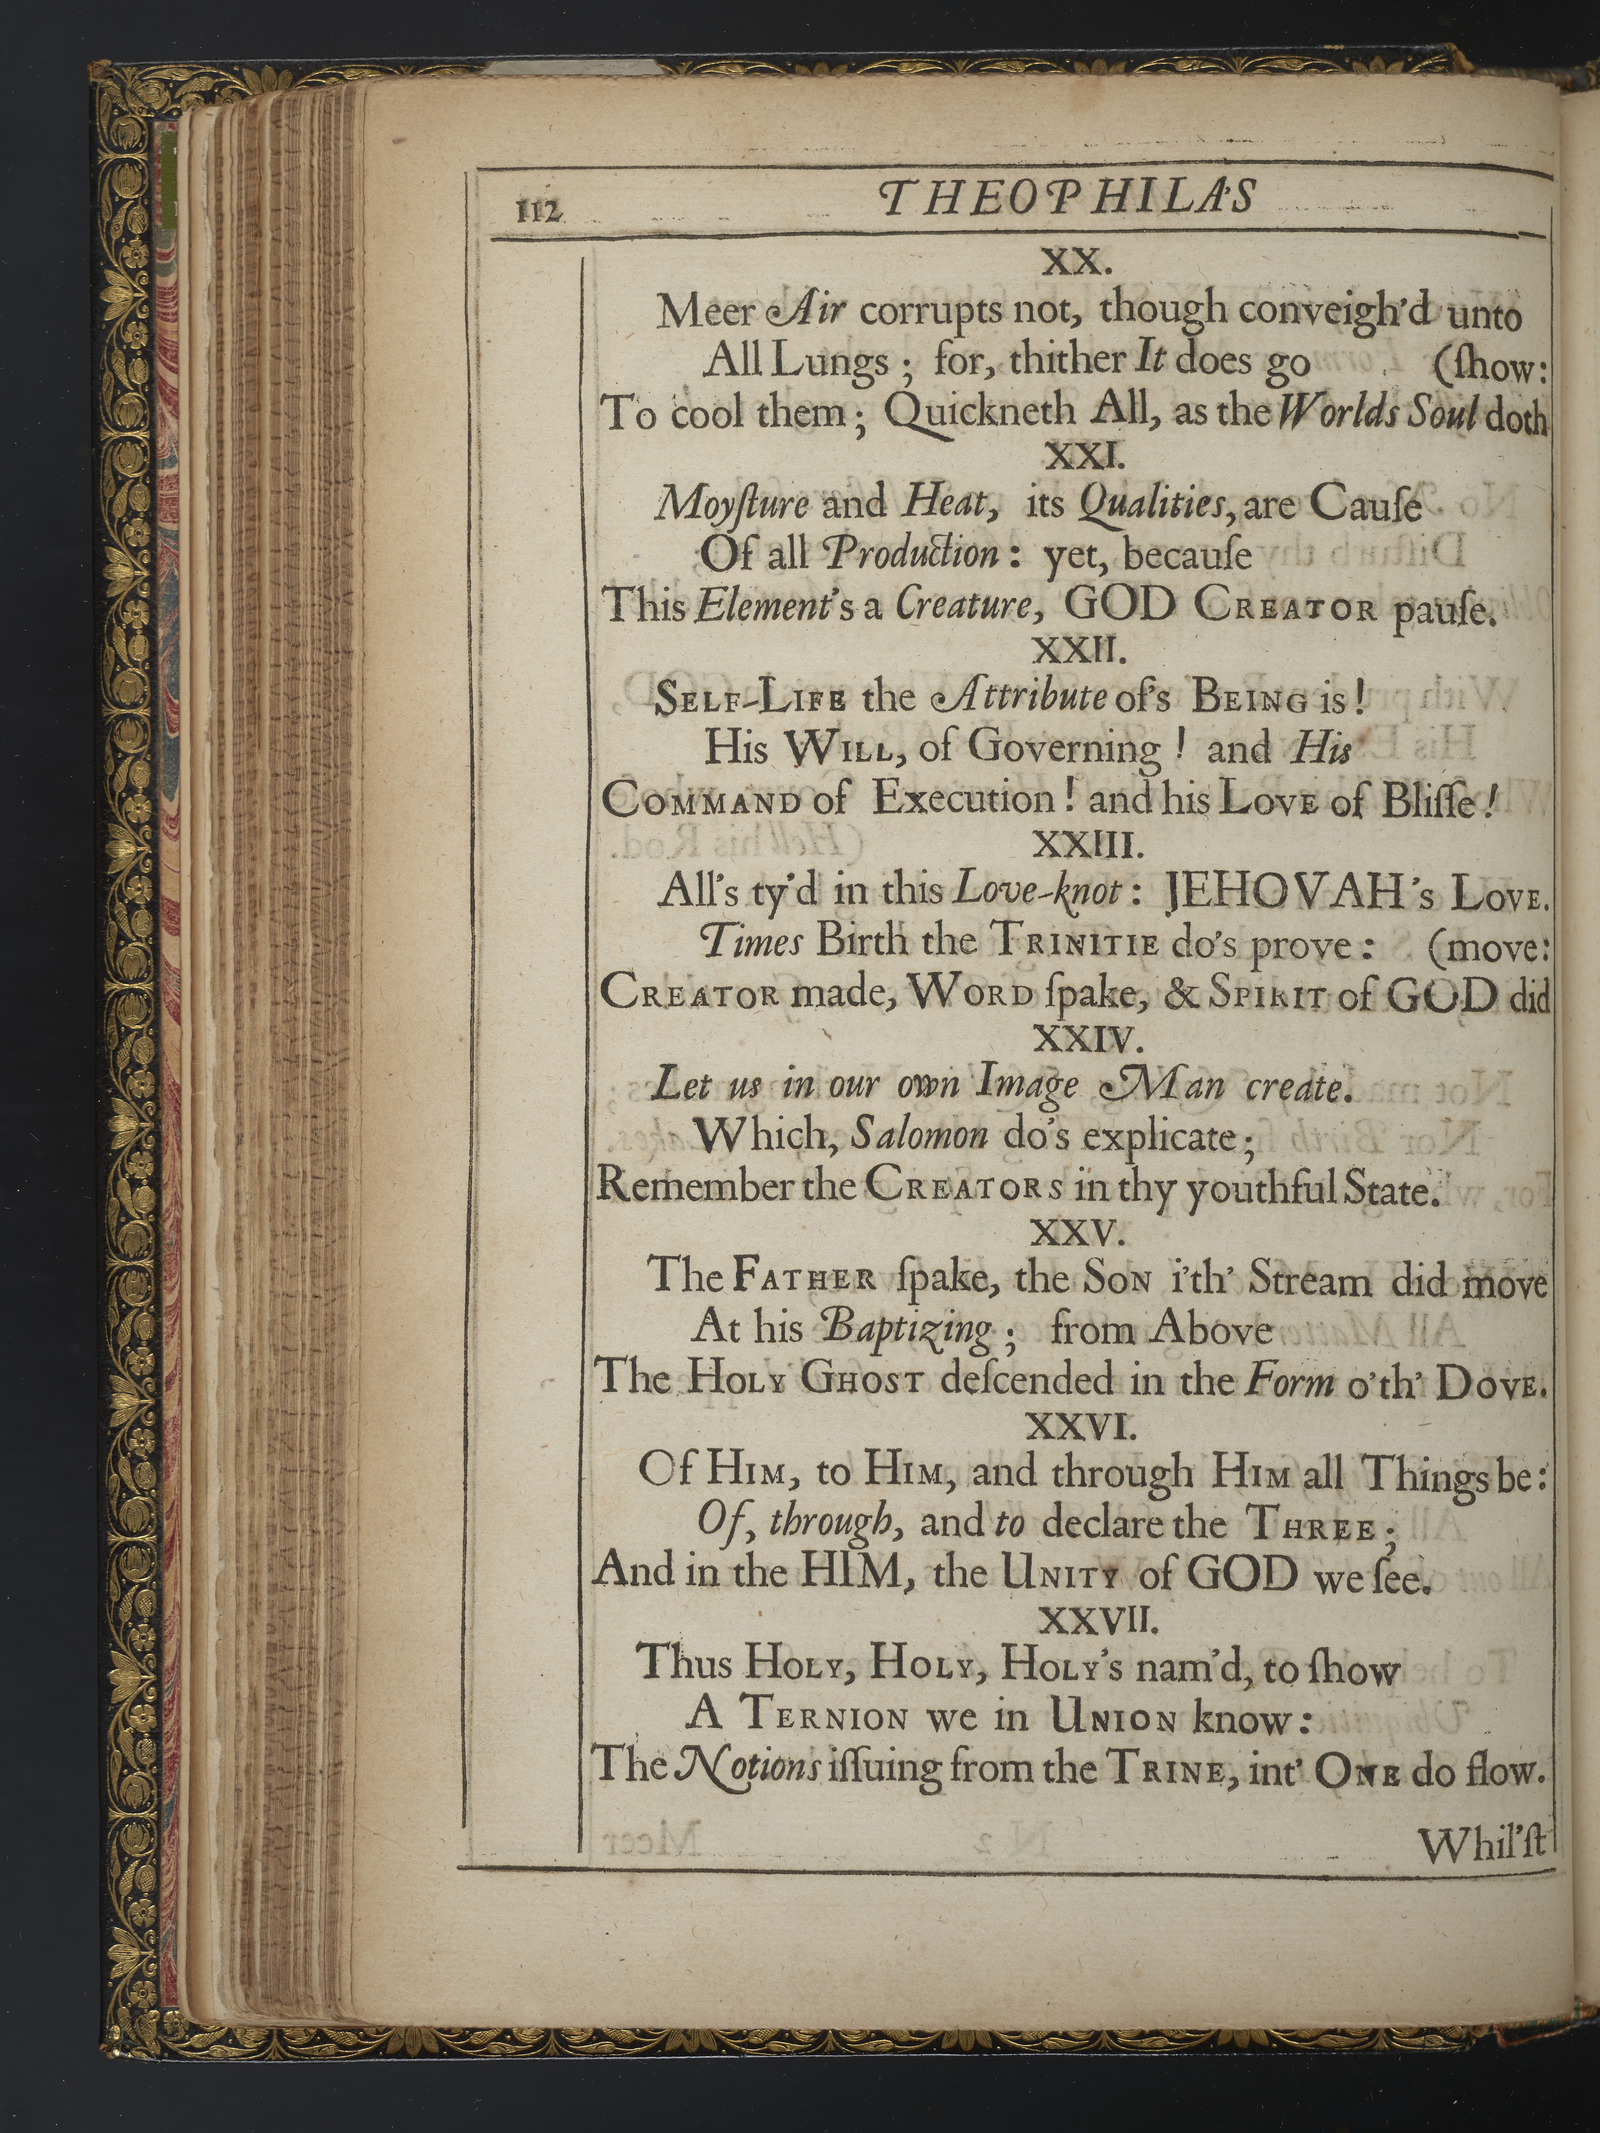 112 THEOPHILA'S
XX.
Meer Air corrupts not, though conveigh'd unto
All Lungs ; for, thither It does go (ſhow:
To cool them ; Quickneth All, as the Worlds Soul doth
XXI.
Moyſture and Heat, its Qualities, are Cauſe
Of all Production : yet, becauſe
This Element's a Creature, GOD CREATOR pauſe.
XXII.
SELF-LIFE the Attribute of's BEING is !
His WILL, of Governing ! and His
COMMAND of Execution ! and his LOVE of Bliſſe !
XXIII.
All's ty'd in this Love-knot : JEHOVAH's LOVE.
Times Birth the TRINITIE do's prove : (move:
CREATOR made, WORD ſpake, & SPIRIT of GOD did
XXIV.
Let us in our own Image Man create.
Which, Salomon do's explicate ;
Remember the CREATORS in thy youthful State.
XXV.
The FATHER ſpake, the SON i'th' Stream did move
At his Baptizing ; from Above
The HOLY GHOST deſcended in the Form o'th' DOVE.
XXVI.
Of HIM, to HIM, and through HIM all Things be :
Of, through, and to declare the THREE ;
And in the HIM, the UNITY of GOD we ſee.
XXVII.
Thus HOLY, HOLY, HOLY's nam'd, to ſhow
A TERNION we in UNION know :
The Notions iſſuing from the TRINE, int' ONE do flow.
Whil'ſt